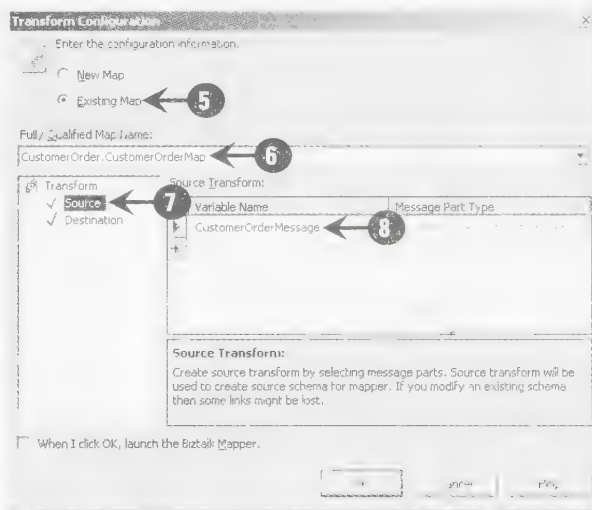 Transform Configuration
Enter the configuration information.
New Map
Existing Map
5
Fully Qualified Map Name:
CustomerOrder.CustomerOrderMap
6
Transform
Source
Destination
7
Source Transform:
Variable Name Message Part Type
CustomerOrderMessage
8
Source Transform:
Create source transform by selecting message parts. Source transform will be
used to create source schema for mapper. If you modify an existing schema
then some links might be lost.
When I click OK, launch the Biztalk Mapper.